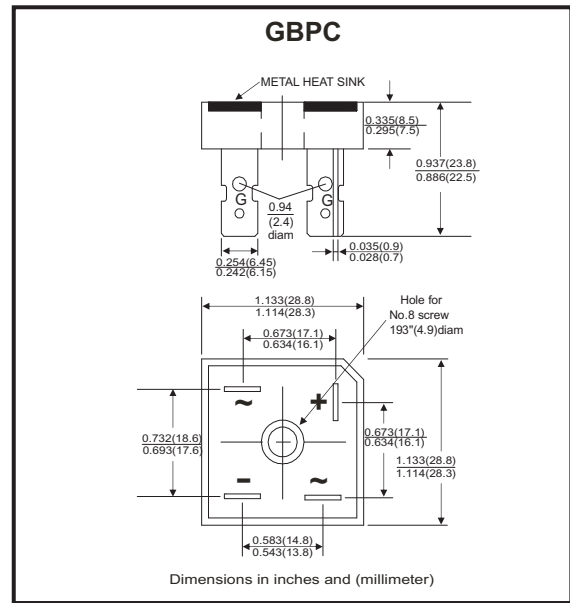 GBPC
METAL HEAT SINK
0.335(8.5)
0.295(7.5)
0.937(23.8)
0.886(22.5)
G
G
0.94
(2.4)
diam
0.035(0.9)
0.028(0.7)
0.254(6.45)
0.242(6.15)
1.133(28.8)
1.114(28.3)
Hole for
No.8 screw
193"(4.9)diam
0.673(17.1)
0.634(16.1)
~
+
0.732(18.6)
0.693(17.6)
0.673(17.1)
0.634(16.1)
1.133(28.8)
1.114(28.3)
-
~
0.583(14.8)
0.543(13.8)
Dimensions in inches and (millimeter)